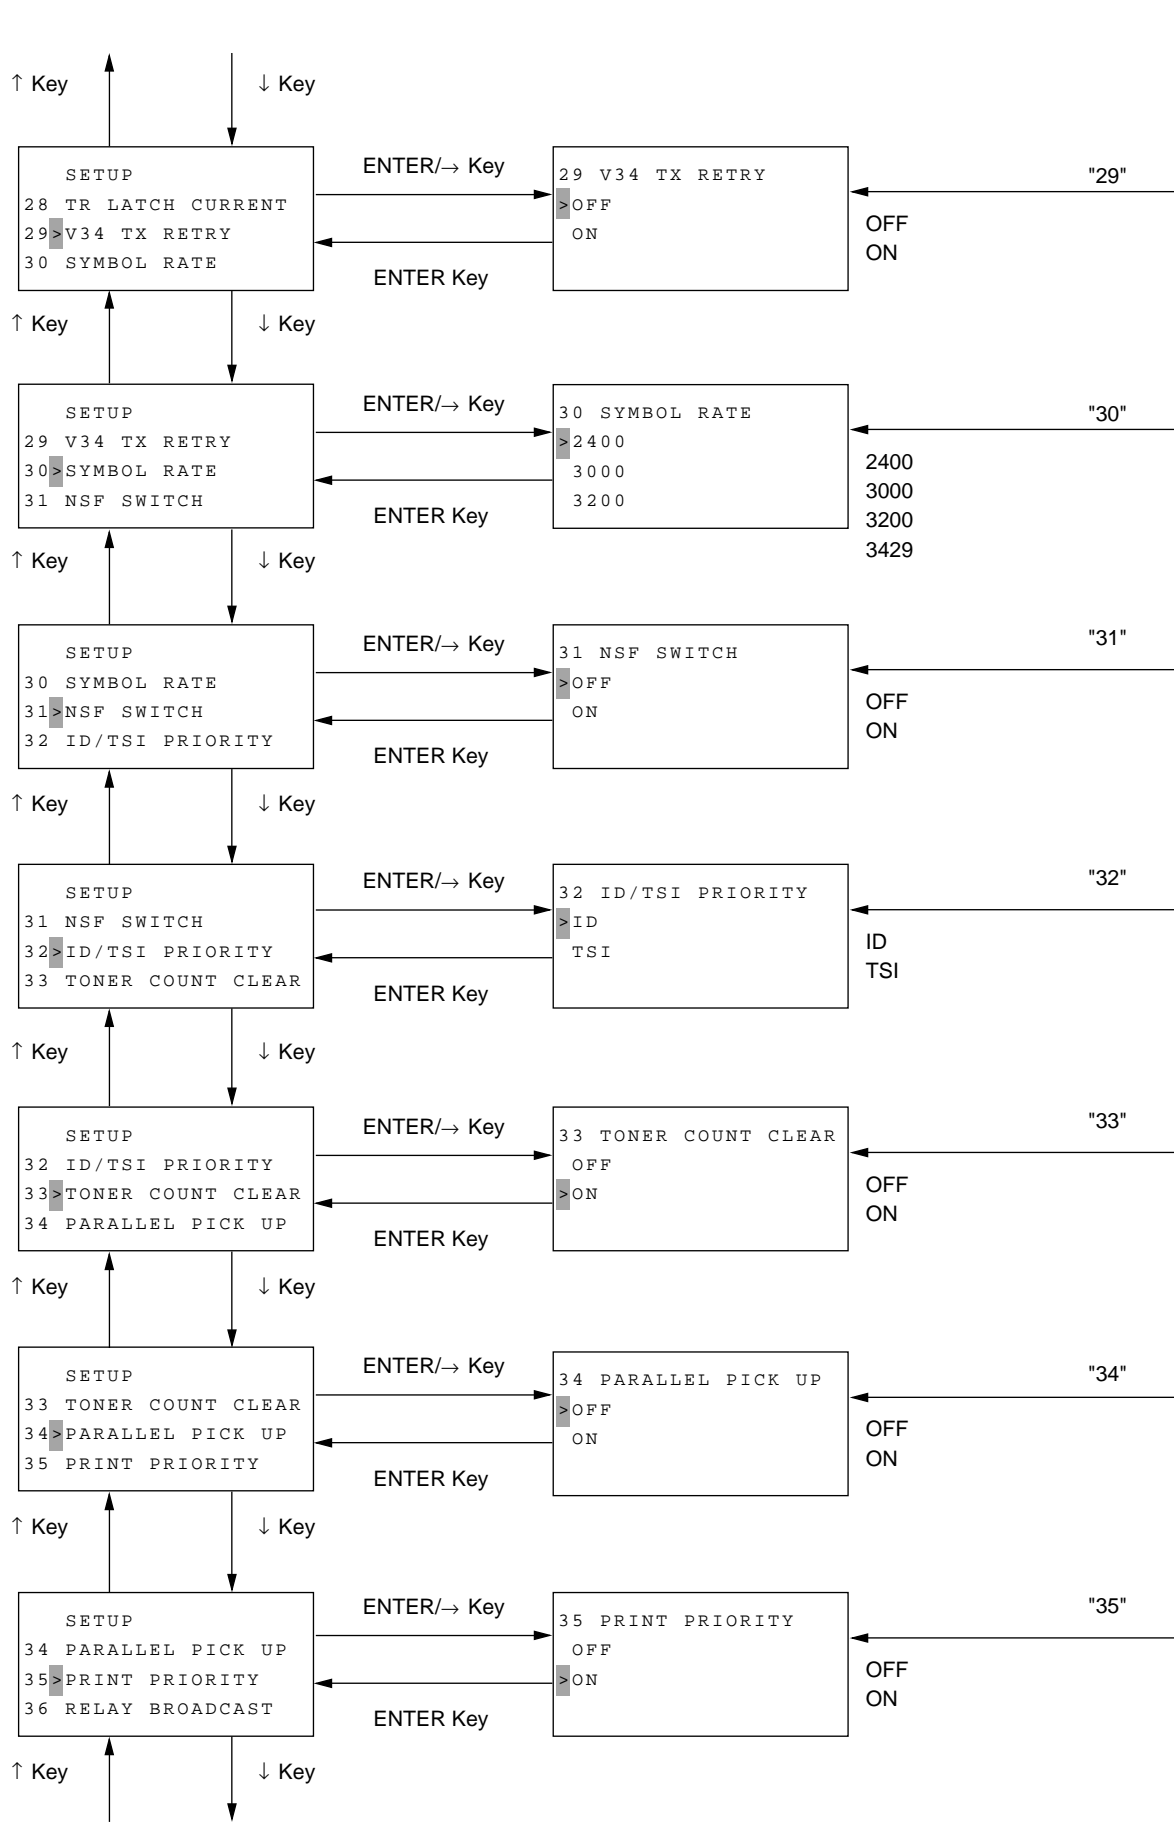 ↑ Key
↓ Key
SETUP
28 TR LATCH CURRENT
29>V34 TX RETRY
30 SYMBOL RATE
ENTER/→ Key
ENTER Key
29 V34 TX RETRY
>OFF
ON
"29"
OFF
ON
↑ Key
↓ Key
SETUP
29 V34 TX RETRY
30>SYMBOL RATE
31 NSF SWITCH
ENTER/→ Key
ENTER Key
30 SYMBOL RATE
>2400
3000
3200
"30"
2400
3000
3200
3429
↑ Key
↓ Key
SETUP
30 SYMBOL RATE
31>NSF SWITCH
32 ID/TSI PRIORITY
ENTER/→ Key
ENTER Key
31 NSF SWITCH
>OFF
ON
"31"
OFF
ON
↑ Key
↓ Key
SETUP
31 NSF SWITCH
32>ID/TSI PRIORITY
33 TONER COUNT CLEAR
ENTER/→ Key
ENTER Key
32 ID/TSI PRIORITY
>ID
TSI
"32"
ID
TSI
↑ Key
↓ Key
SETUP
32 ID/TSI PRIORITY
33>TONER COUNT CLEAR
34 PARALLEL PICK UP
ENTER/→ Key
ENTER Key
33 TONER COUNT CLEAR
OFF
>ON
"33"
OFF
ON
↑ Key
↓ Key
SETUP
33 TONER COUNT CLEAR
34>PARALLEL PICK UP
35 PRINT PRIORITY
ENTER/→ Key
ENTER Key
34 PARALLEL PICK UP
>OFF
ON
"34"
OFF
ON
↑ Key
↓ Key
SETUP
34 PARALLEL PICK UP
35>PRINT PRIORITY
36 RELAY BROADCAST
ENTER/→ Key
ENTER Key
35 PRINT PRIORITY
OFF
>ON
"35"
OFF
ON
↑ Key
↓ Key